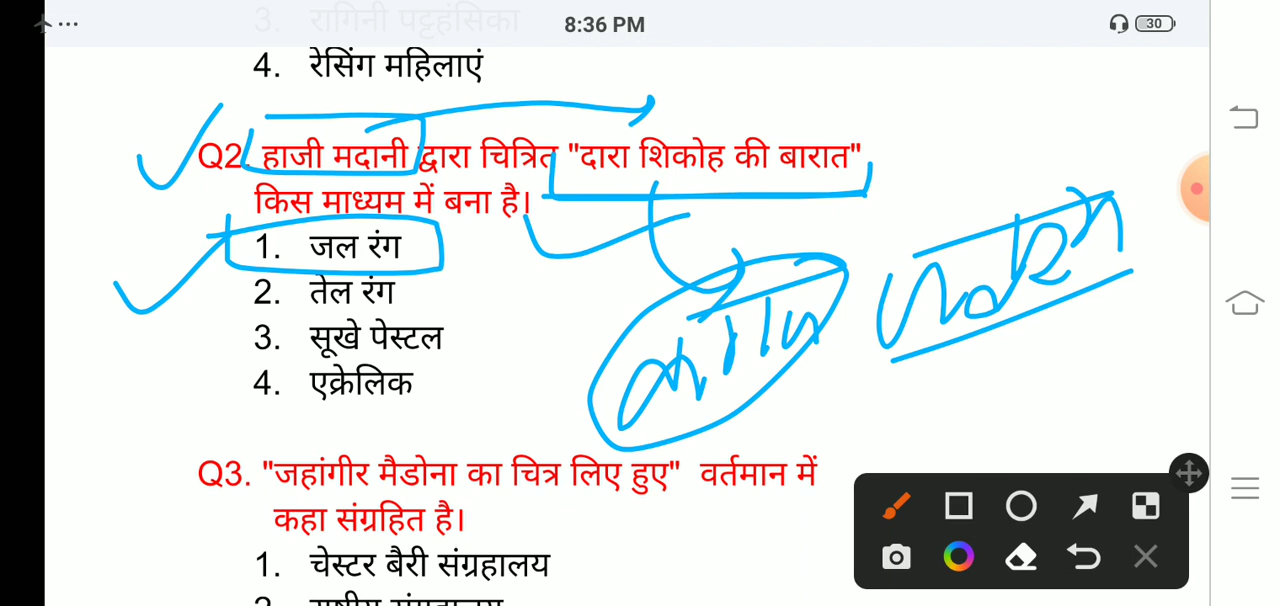 8:36 PM
30
3. रागिनी पट्टहंसिका
4. रेसिंग महिलाएं
Q2. हाजी मदानी द्वारा चित्रित "दारा शिकोह की बारात"
किस माध्यम में बना है।
1. जल रंग
2. तेल रंग
3. सूखे पेस्टल
4. एक्रेलिक
Q3. "जहांगीर मैडोना का चित्र लिए हुए" वर्तमान में
कहा संग्रहित है।
1. चेस्टर बैरी संग्रहालय